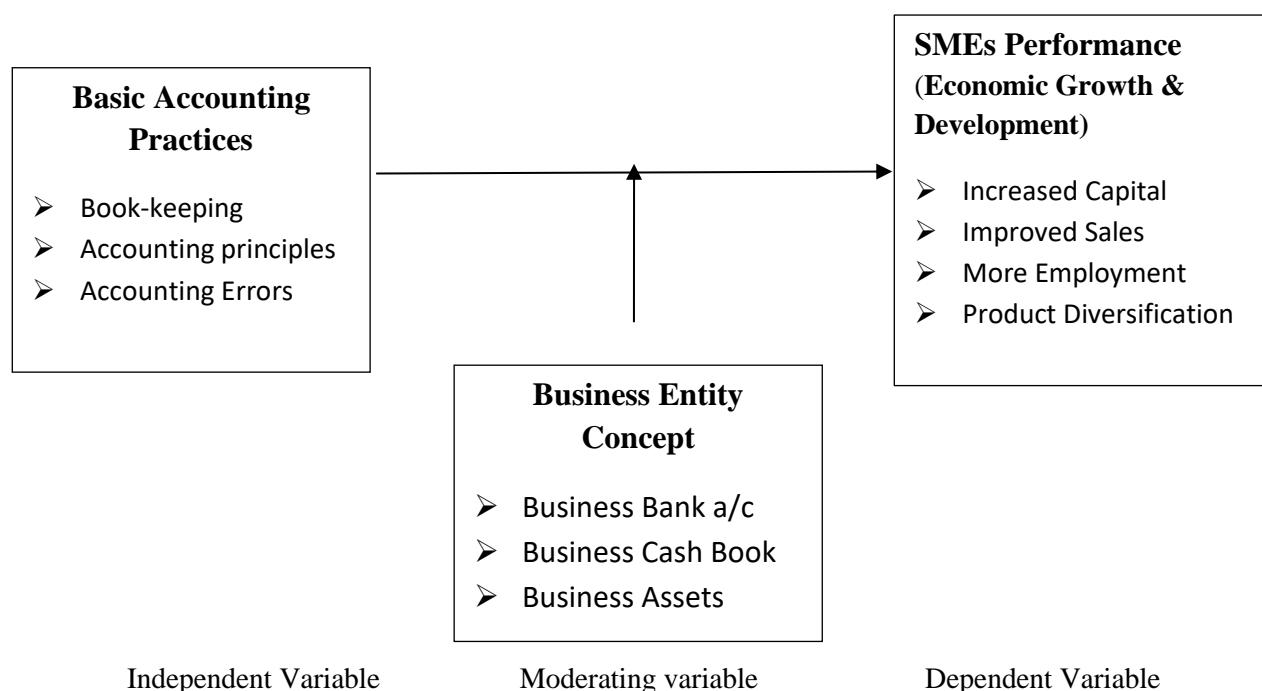 Basic Accounting
Practices
➢ Book-keeping
➢ Accounting principles
➢ Accounting Errors
Business Entity
Concept
➢ Business Bank a/c
➢ Business Cash Book
➢ Business Assets
SMEs Performance
(Economic Growth &
Development)
➢ Increased Capital
➢ Improved Sales
➢ More Employment
➢ Product Diversification
Independent Variable
Moderating variable
Dependent Variable